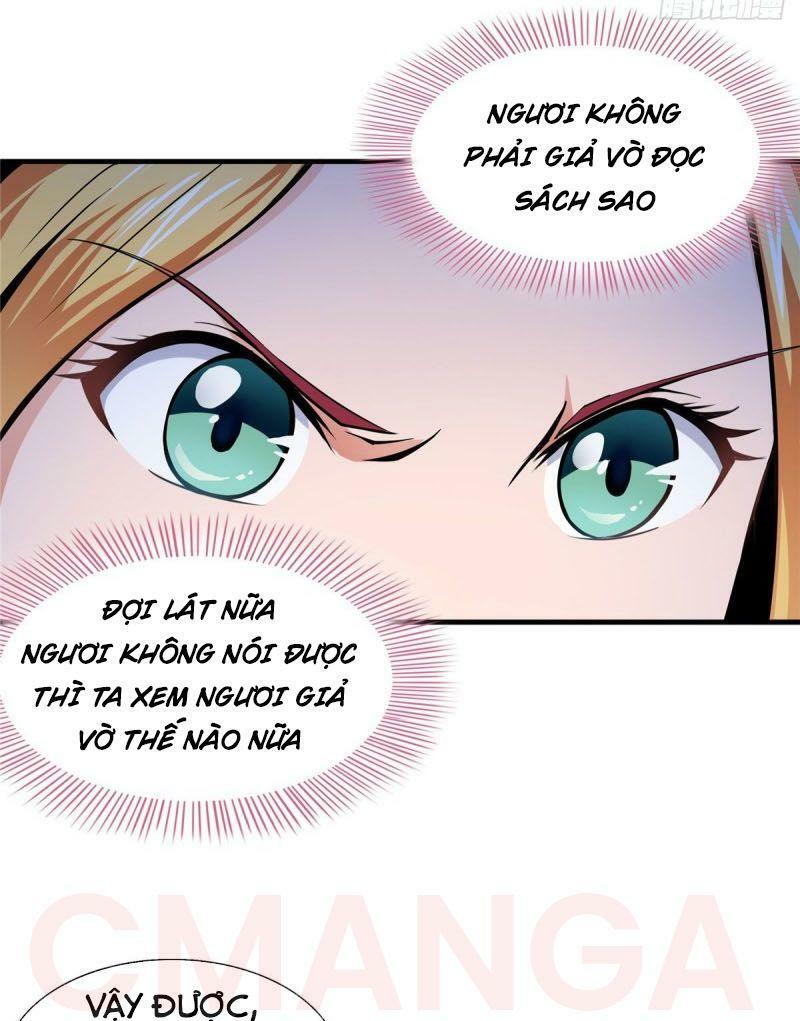 NGƯƠI KHÔNG
PHẢI GIẢ VỜ ĐỌC
SÁCH SAO
ĐỢI LÁT NỮA
NGƯƠI KHÔNG NÓI ĐƯỢC
THÌ TA XEM NGƯƠI GIẢ
VỜ THẾ NÀO NỮA
CMANGA
VẬY ĐƯỢC,